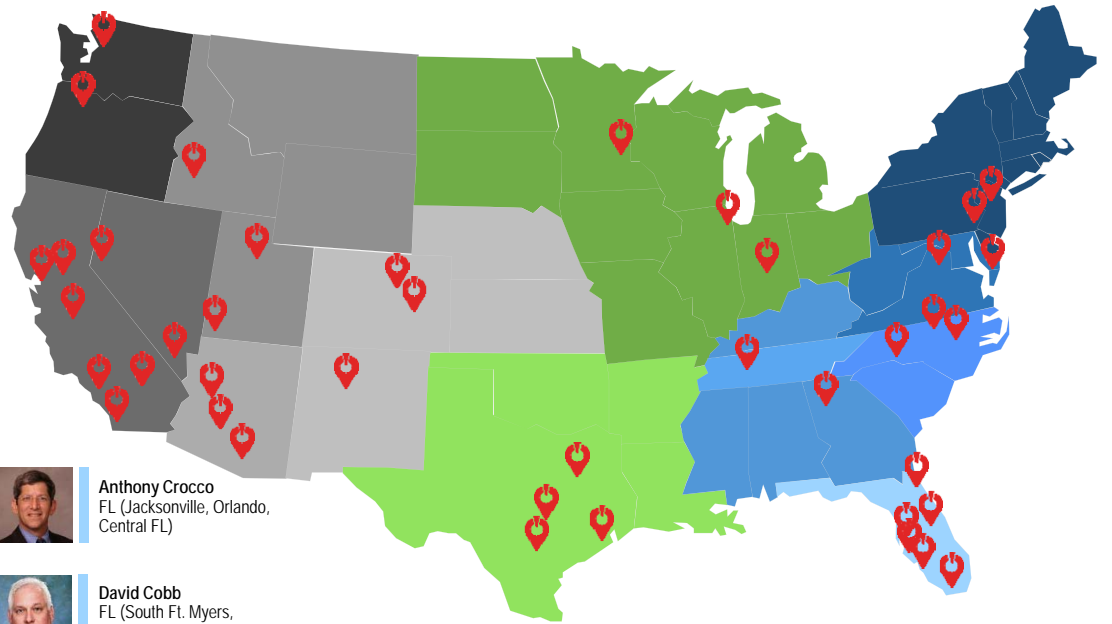 Anthony Crocco
FL (Jacksonville, Orlando,
Central FL)
David Cobb
FL (South Ft. Myers,